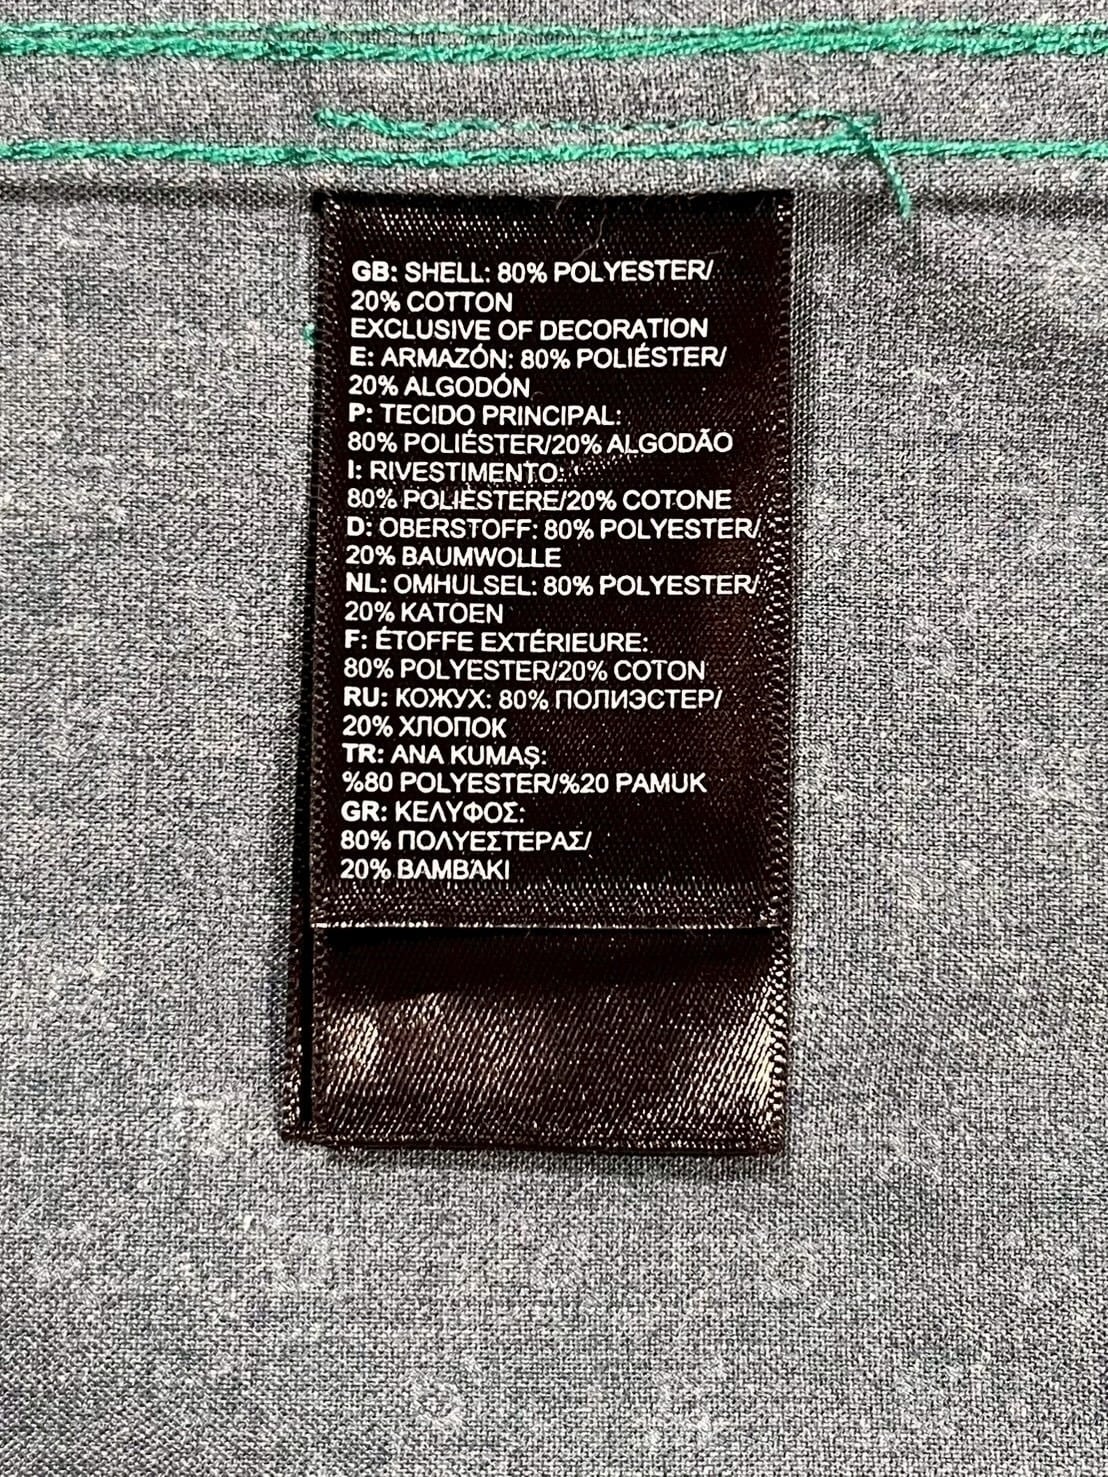 GB: SHELL: 80% POLYESTER/
20% COTTON
EXCLUSIVE OF DECORATION
E: ARMAZÓN: 80% POLIÉSTER/
20% ALGODÓN
P: TECIDO PRINCIPAL:
80% POLIÉSTER/20% ALGODÃO
I: RIVESTIMENTO:
80% POLIESTERE/20% COTONE
D: OBERSTOFF: 80% POLYESTER/
20% BAUMWOLLE
NL: OMHULSEL: 80% POLYESTER/
20% KATOEN
F: ÉTOFFE EXTÉRIEURE:
80% POLYESTER/20% COTON
RU: КОЖУХ: 80% ПОЛИЭСТЕР/
20% ХЛОПОК
TR: ANA KUMAŞ:
%80 POLYESTER/%20 PAMUK
GR: ΚΕΛΥΦΟΣ:
80% ΠΟΛΥΕΣΤΕΡΑΣ/
20% ΒΑΜΒΆΚΙ